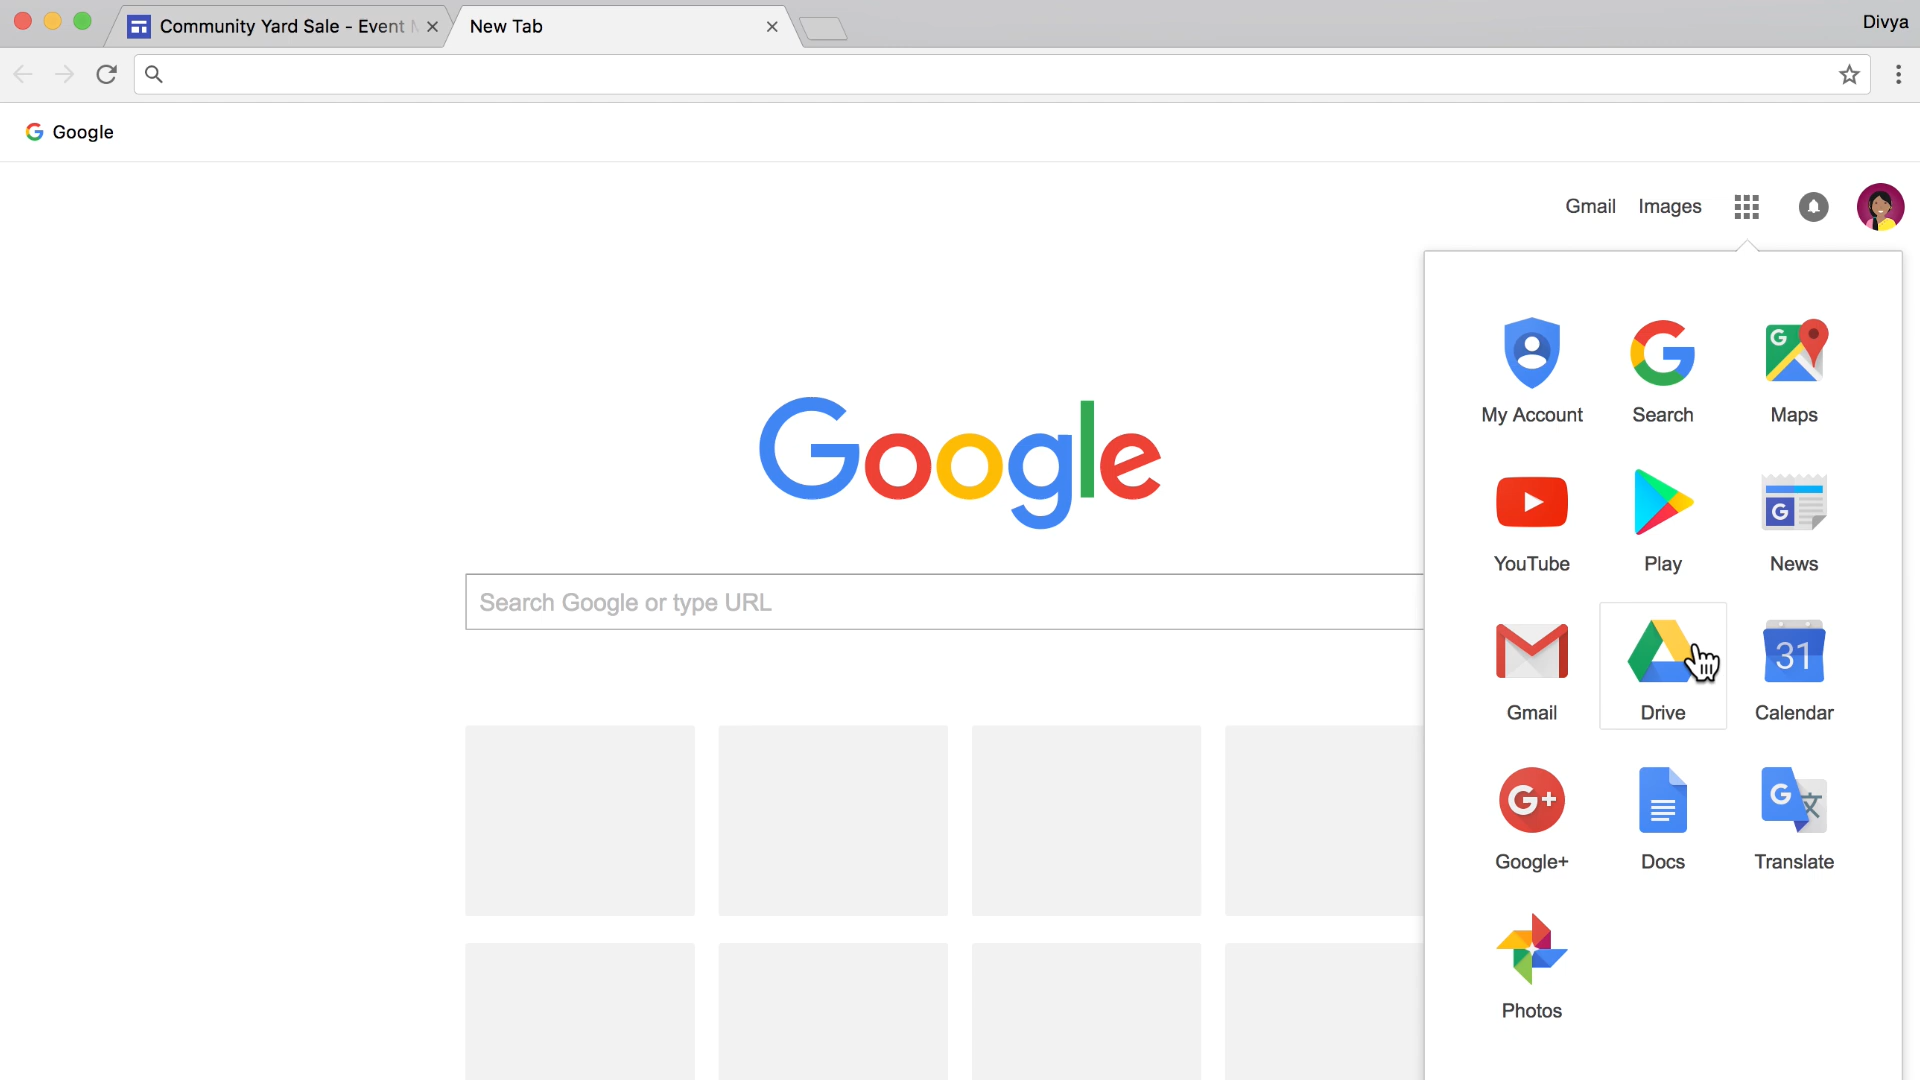 Community Yard Sale - Event
New Tab
Divya
Google
Gmail Images
My Account Search Maps
Google
YouTube Play News
Search Google or type URL
31
Gmail Drive Calendar
G+
Google+ Docs Translate
Photos